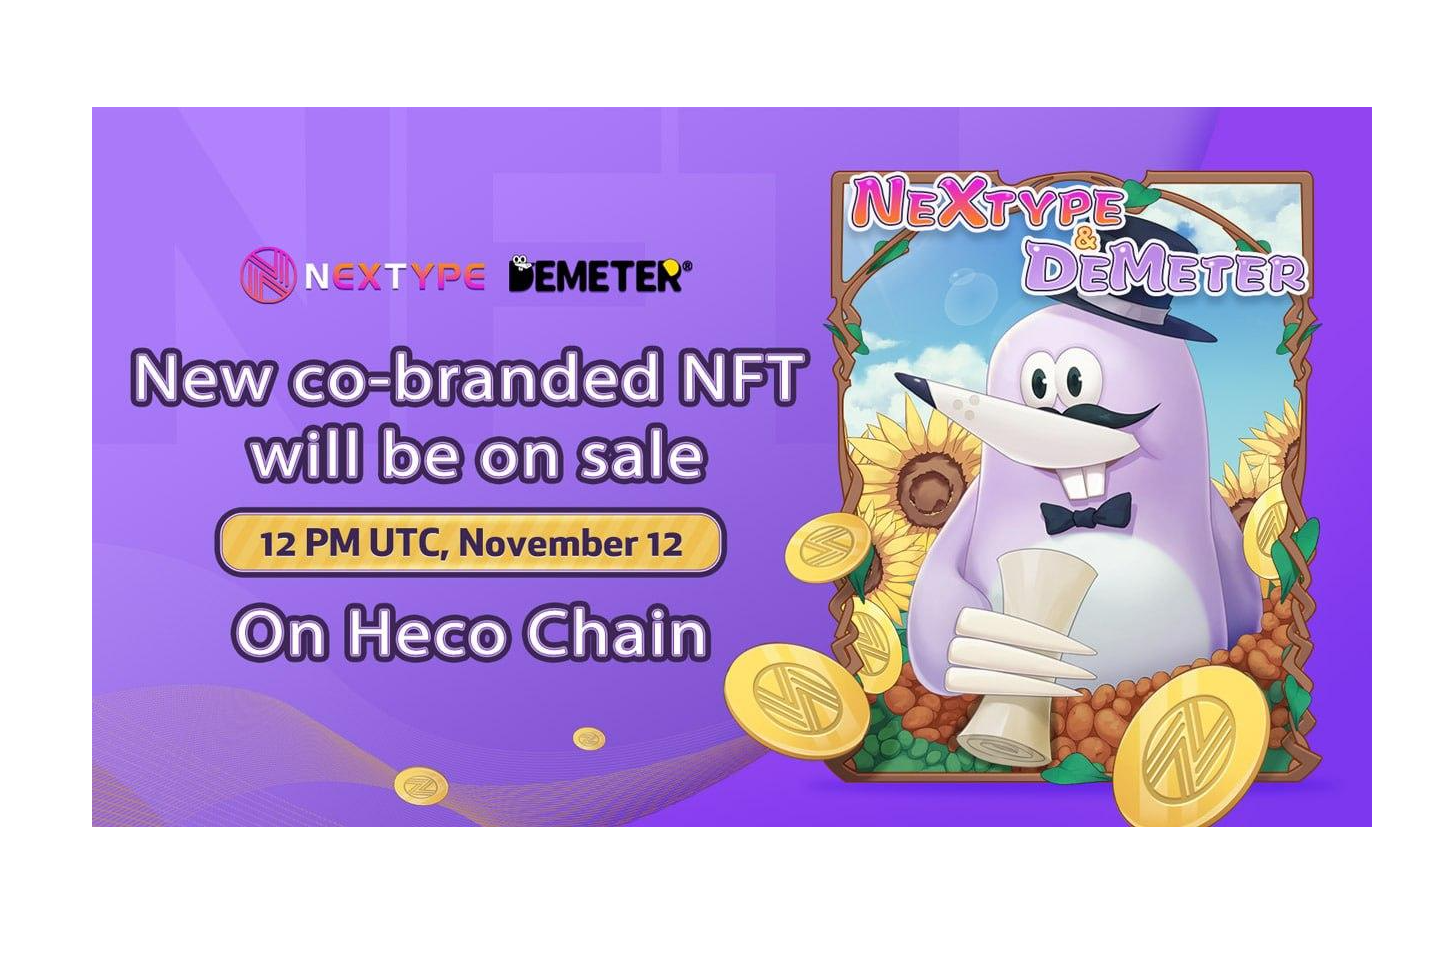 NEXTYPE DEMETER®
New co-branded NFT
will be on sale
12 PM UTC, November 12
On Heco Chain
NEXTYPE
&
DEMETER
NFT